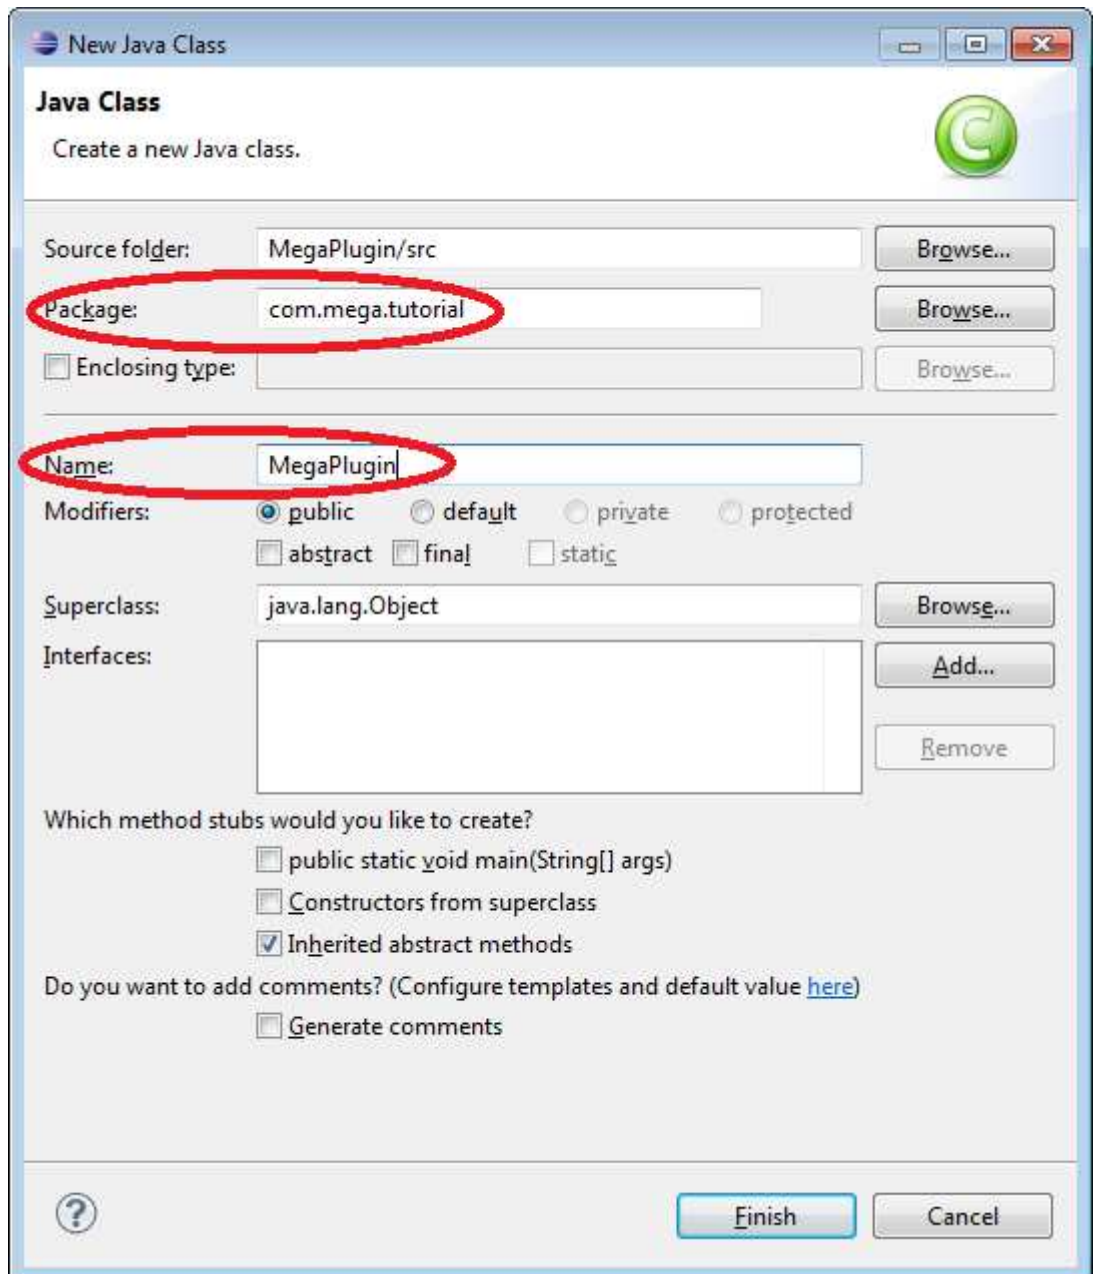 New Java Class
Java Class
Create a new Java class.
Source folder: MegaPlugin/src Browse...
Package: com.mega.tutorial Browse...
Enclosing type: Browse...
Name: MegaPlugin
Modifiers: public default private protected
abstract final static
Superclass: java.lang.Object Browse...
Interfaces: Add...
Remove
Which method stubs would you like to create?
public static void main(String[] args)
Constructors from superclass
Inherited abstract methods
Do you want to add comments? (Configure templates and default value here)
Generate comments
? Finish Cancel